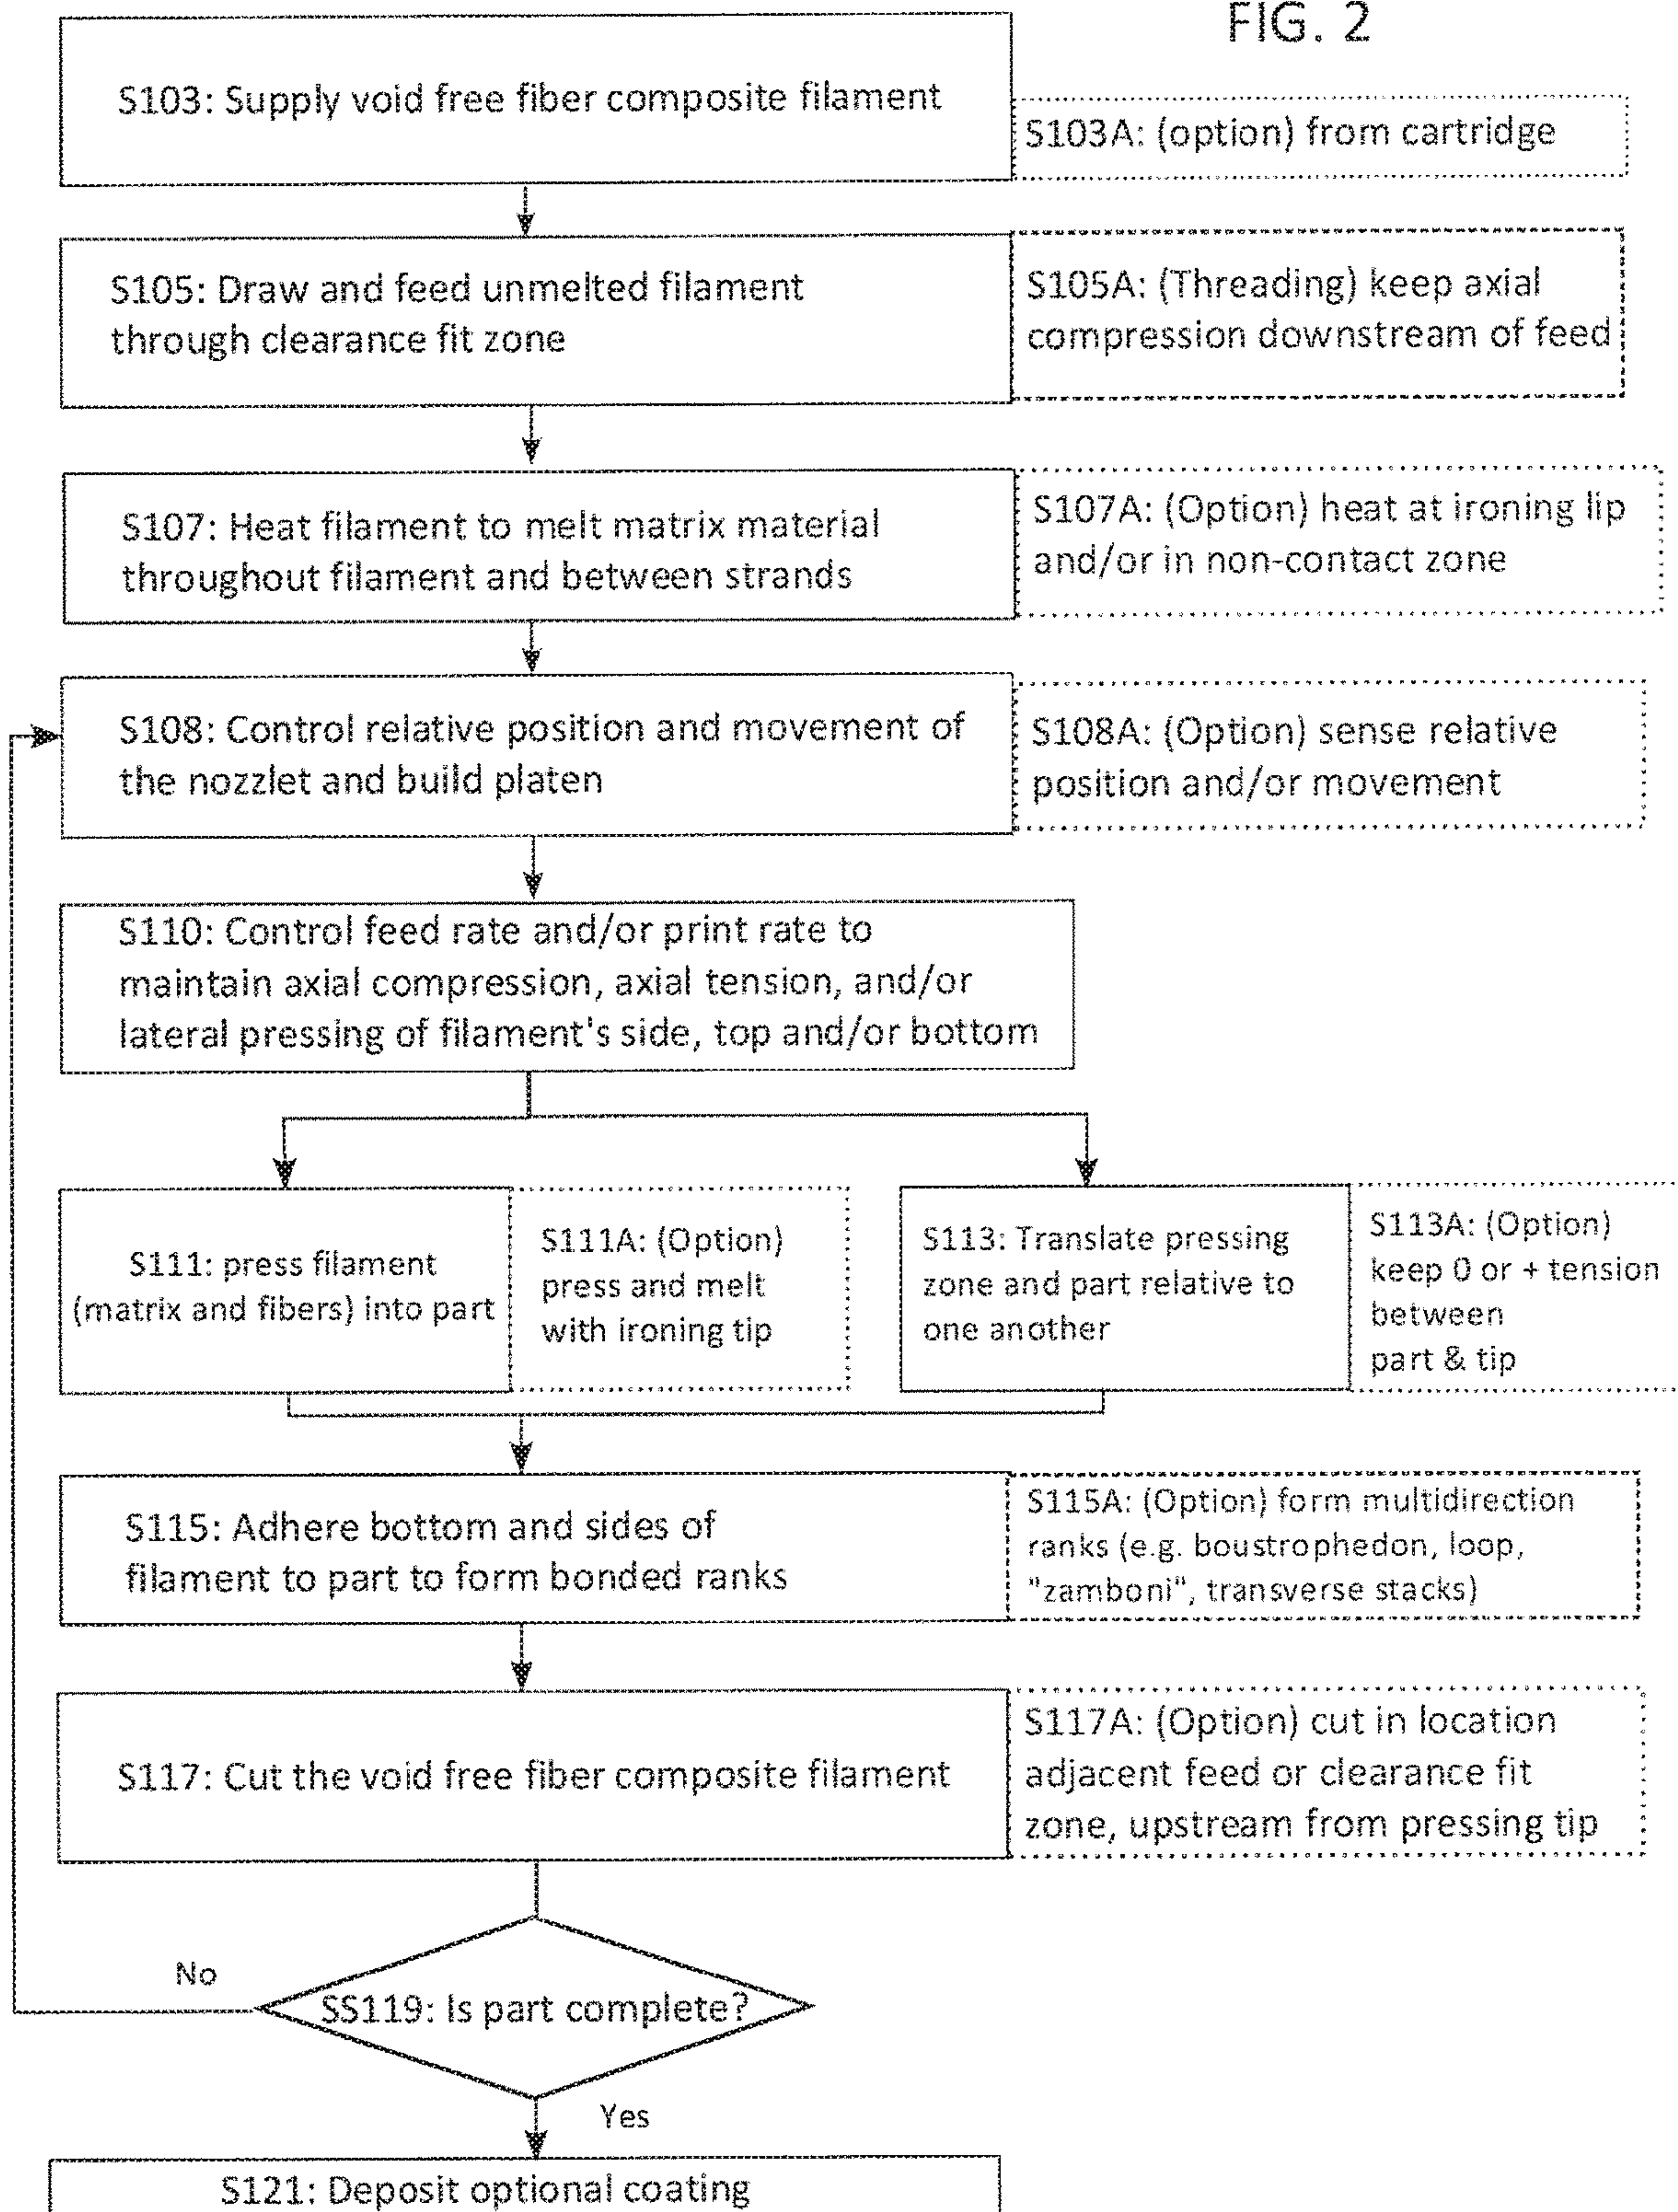 FIG. 2
S103: Supply void free fiber composite filament
S103A: (option) from cartridge
S105: Draw and feed unmelted filament
through clearance fit zone
S105A: (Threading) keep axial
compression downstream of feed
S107: Heat filament to melt matrix material
throughout filament and between strands
S107A: (Option) heat at ironing lip
and/or in non-contact zone
S108: Control relative position and movement of
the nozzlet and build platen
S108A: (Option) sense relative
position and/or movement
S110: Control feed rate and/or print rate to
maintain axial compression, axial tension, and/or
lateral pressing of filament's side, top and/or bottom
S111: press filament
(matrix and fibers) into part
S111A: (Option)
press and melt
with ironing tip
S113: Translate pressing
zone and part relative to
one another
S113A: (Option)
keep 0 or + tension
between
part & tip
S115: Adhere bottom and sides of
filament to part to form bonded ranks
S115A: (Option) form multidirection
ranks (e.g. boustrophedon, loop,
"zamboni", transverse stacks)
S117: Cut the void free fiber composite filament
S117A: (Option) cut in location
adjacent feed or clearance fit
zone, upstream from pressing tip
No
SS119: Is part complete?
Yes
S121: Deposit optional coating